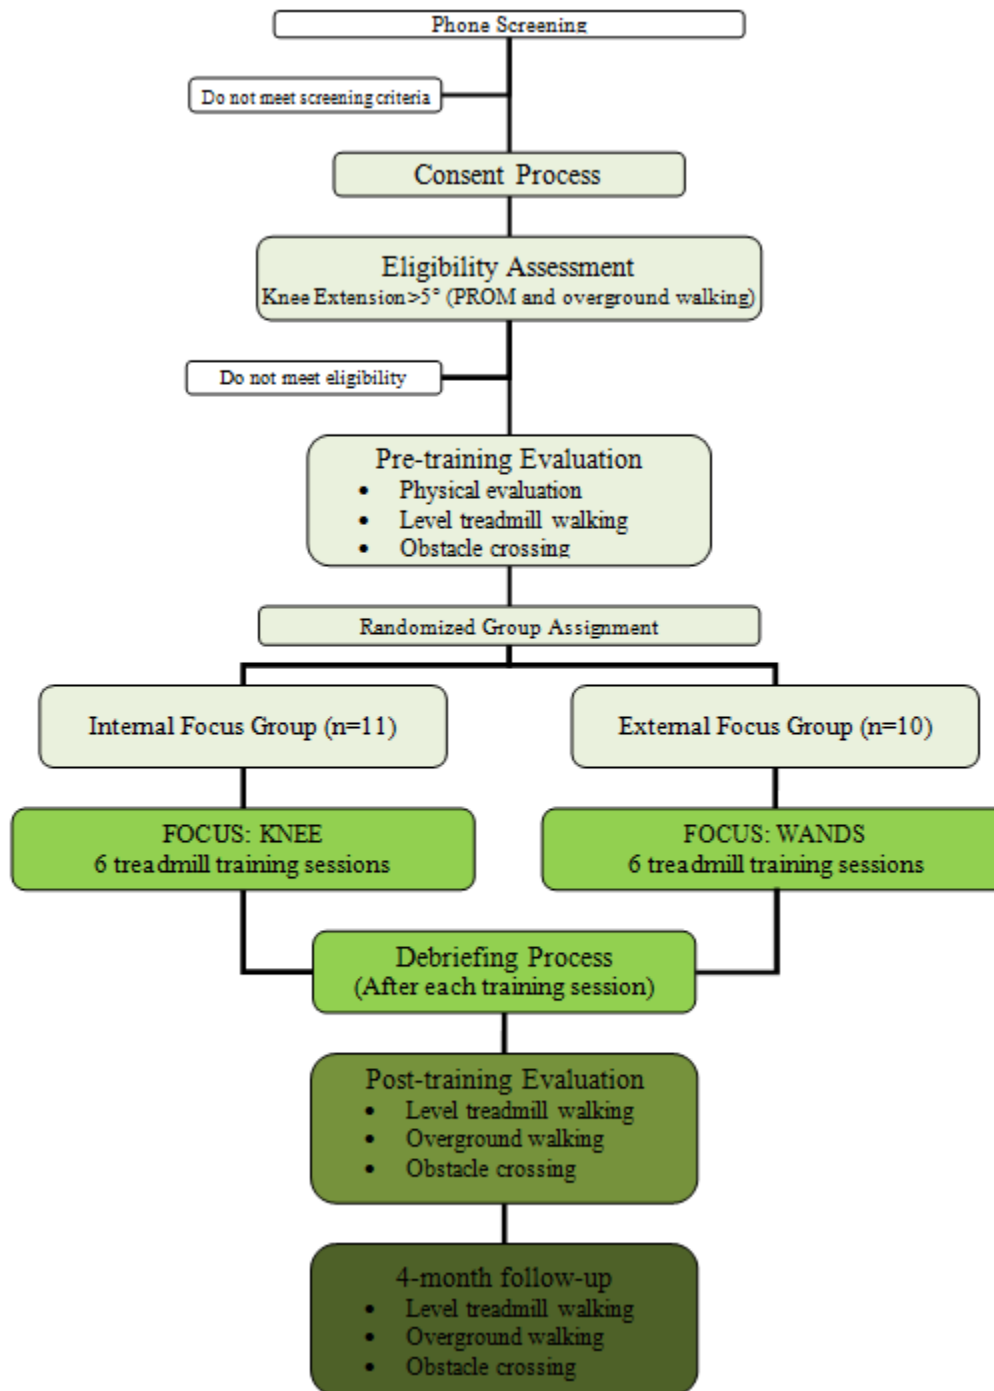 Phone Screening
Do not meet screening criteria
Consent Process
Eligibility Assessment
Knee Extension>5° (PROM and overground walking)
Do not meet eligibility
Pre-training Evaluation
• Physical evaluation
• Level treadmill walking
• Obstacle crossing
Randomized Group Assignment
Internal Focus Group (n=11)
External Focus Group (n=10)
FOCUS: KNEE
6 treadmill training sessions
FOCUS: WANDS
6 treadmill training sessions
Debriefing Process
(After each training session)
Post-training Evaluation
• Level treadmill walking
• Overground walking
• Obstacle crossing
4-month follow-up
• Level treadmill walking
• Overground walking
• Obstacle crossing